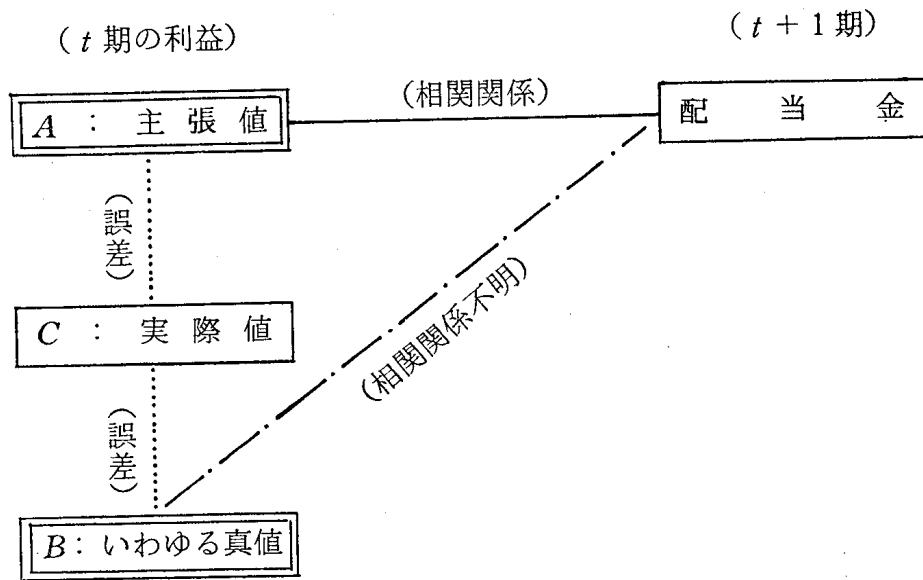 (t 期の利益)
(t + 1 期)
A : 主 張 値
(相関関係)
配 当 金
(誤差)
C : 実 際 値
(相関関係不明)
(誤差)
B : いわゆる真値